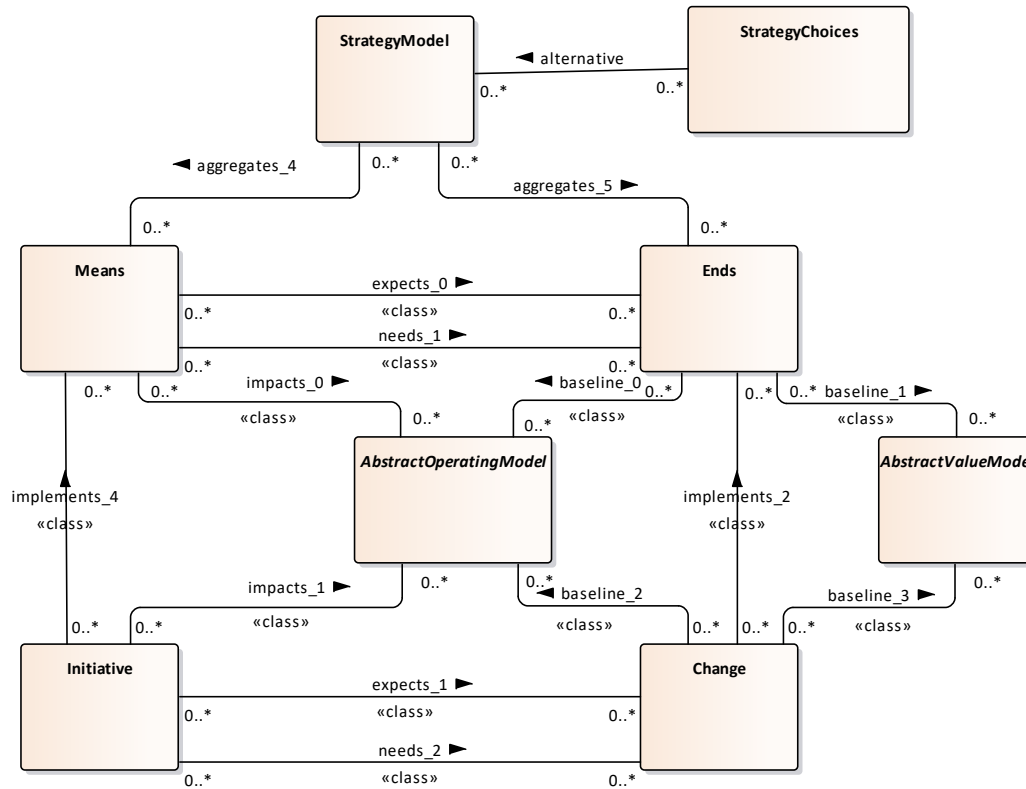 StrategyModel
StrategyChoices
alternative
0..*
0..*
0..*
0..*
aggregates_4
aggregates_5
0..*
0..*
Means
Ends
expects_0
«class»
0..*
0..*
needs_1
«class»
0..*
0..*
0..*
0..*
impacts_0
«class»
0..*
baseline_0
0..*
«class»
0..*
0..*
0..*
baseline_1
«class»
0..*
AbstractOperatingModel
AbstractValueMode
implements_4
«class»
implements_2
«class»
impacts_1
0..*
0..*
baseline_2
baseline_3
0..*
0..*
0..*
«class»
«class»
0..*
0..*
0..*
«class»
Initiative
Change
expects_1
«class»
0..*
0..*
needs_2
«class»
0..*
0..*